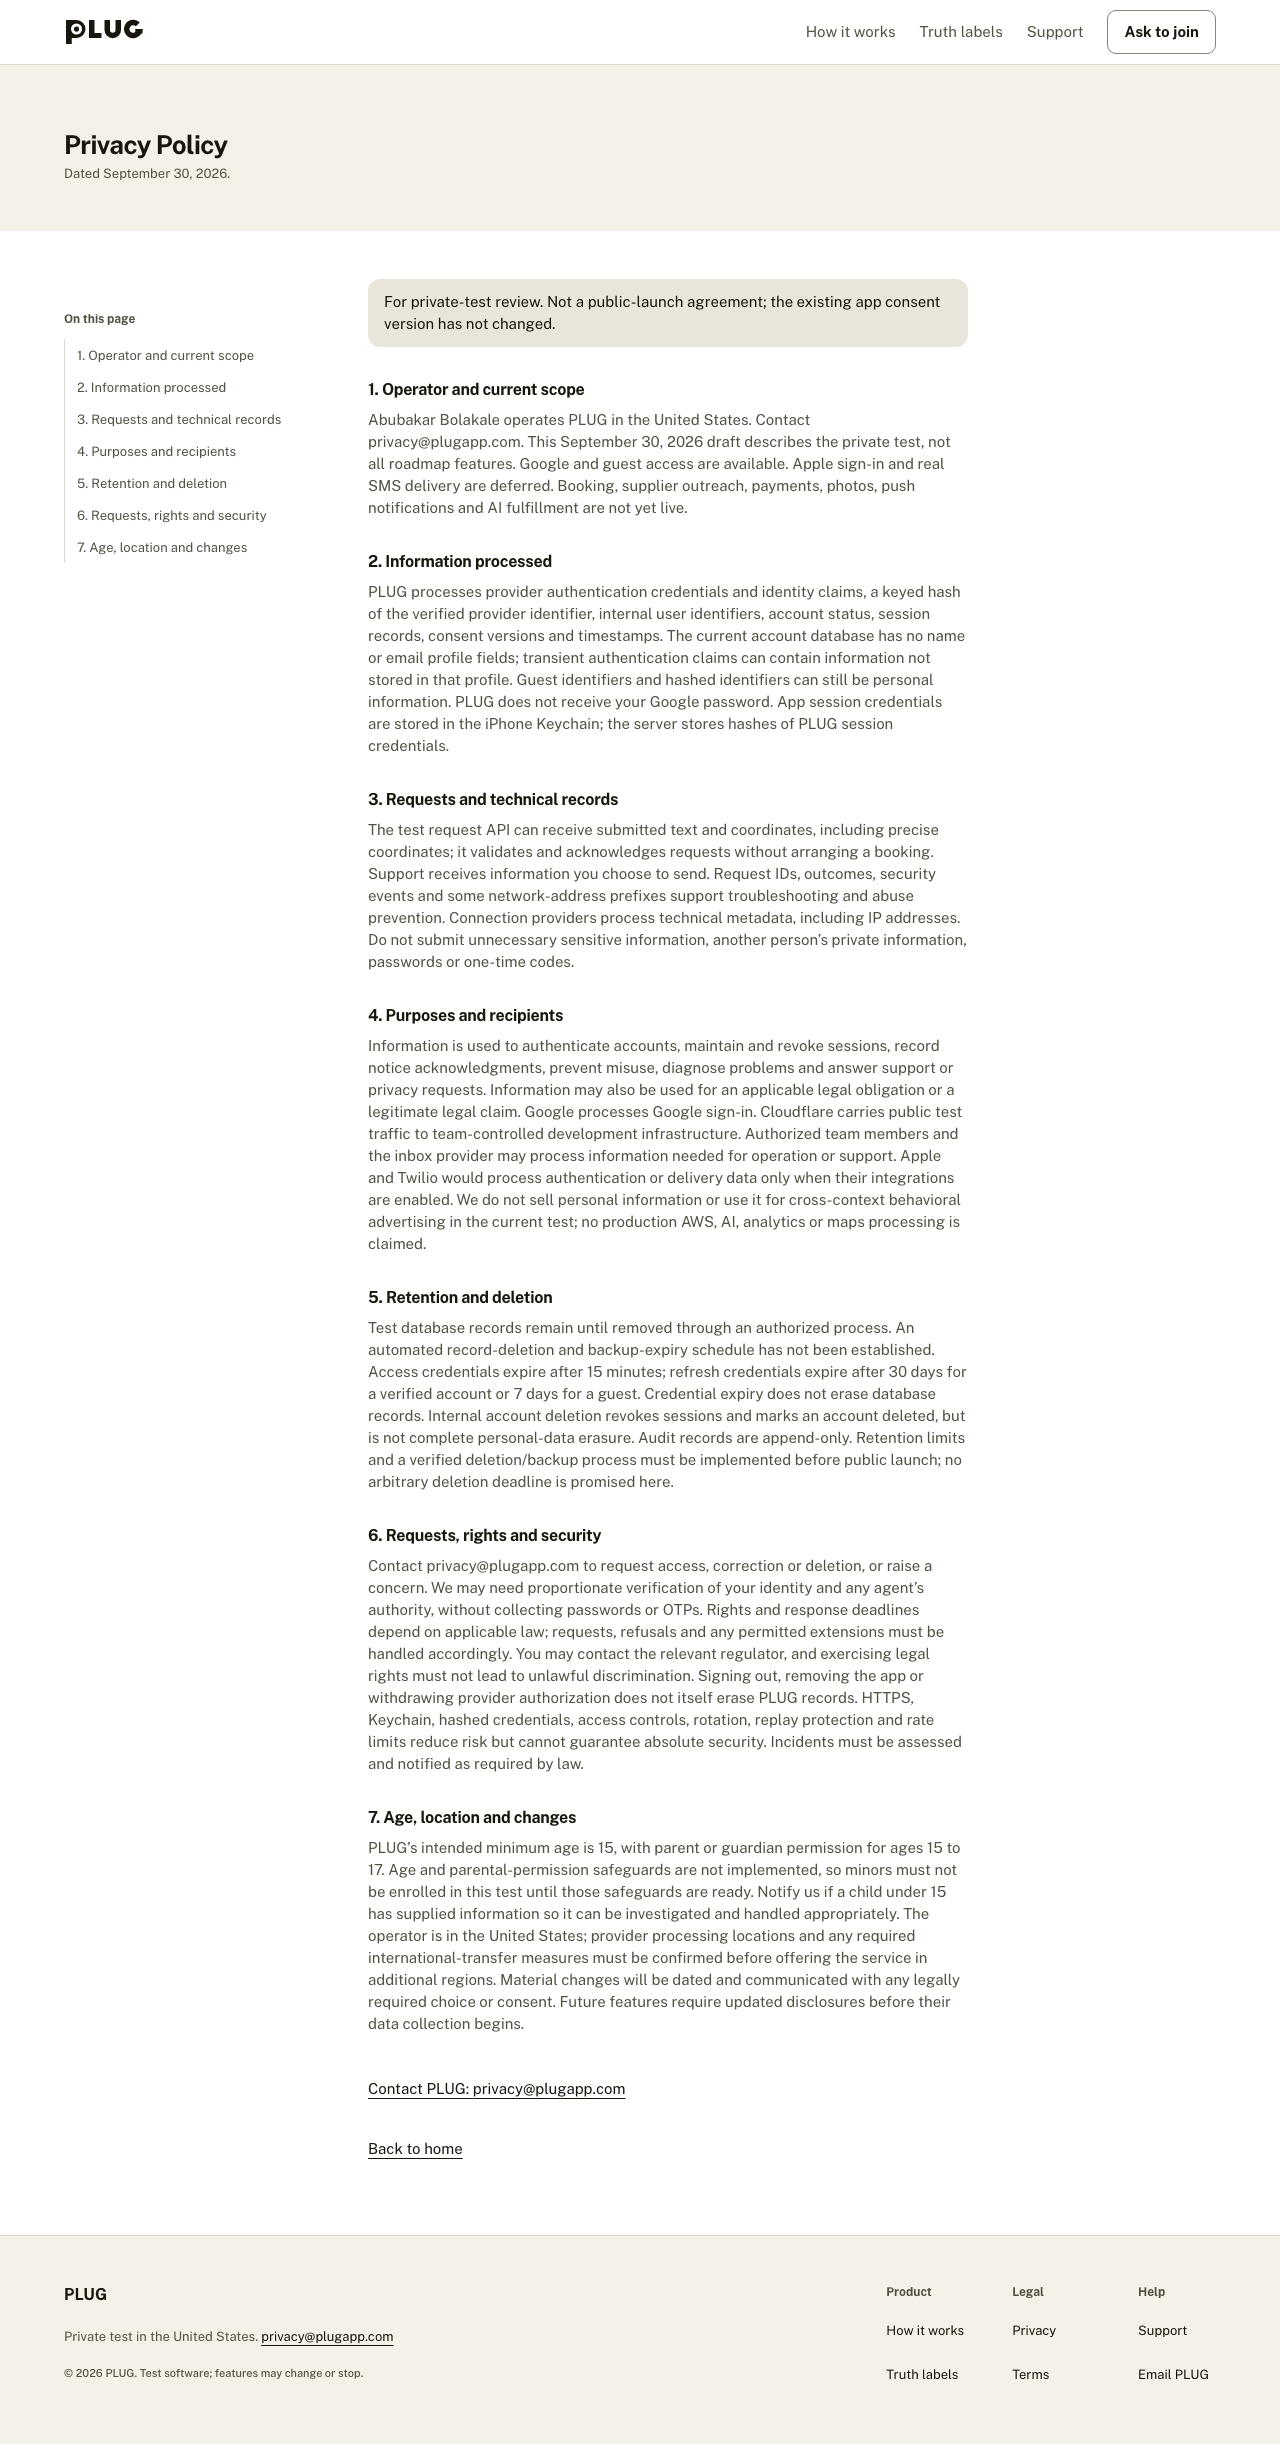 PLUG
How it works
Truth labels
Support
Ask to join
Privacy Policy
Dated September 30, 2026.
On this page
1. Operator and current scope
2. Information processed
3. Requests and technical records
4. Purposes and recipients
5. Retention and deletion
6. Requests, rights and security
7. Age, location and changes
For private-test review. Not a public-launch agreement; the existing app consent
version has not changed.
1. Operator and current scope
Abubakar Bolakale operates PLUG in the United States. Contact
privacy@plugapp.com. This September 30, 2026 draft describes the private test, not
all roadmap features. Google and guest access are available. Apple sign-in and real
SMS delivery are deferred. Booking, supplier outreach, payments, photos, push
notifications and AI fulfillment are not yet live.
2. Information processed
PLUG processes provider authentication credentials and identity claims, a keyed hash
of the verified provider identifier, internal user identifiers, account status, session
records, consent versions and timestamps. The current account database has no name
or email profile fields; transient authentication claims can contain information not
stored in that profile. Guest identifiers and hashed identifiers can still be personal
information. PLUG does not receive your Google password. App session credentials
are stored in the iPhone Keychain; the server stores hashes of PLUG session
credentials.
3. Requests and technical records
The test request API can receive submitted text and coordinates, including precise
coordinates; it validates and acknowledges requests without arranging a booking.
Support receives information you choose to send. Request IDs, outcomes, security
events and some network-address prefixes support troubleshooting and abuse
prevention. Connection providers process technical metadata, including IP addresses.
Do not submit unnecessary sensitive information, another person’s private information,
passwords or one-time codes.
4. Purposes and recipients
Information is used to authenticate accounts, maintain and revoke sessions, record
notice acknowledgments, prevent misuse, diagnose problems and answer support or
privacy requests. Information may also be used for an applicable legal obligation or a
legitimate legal claim. Google processes Google sign-in. Cloudflare carries public test
traffic to team-controlled development infrastructure. Authorized team members and
the inbox provider may process information needed for operation or support. Apple
and Twilio would process authentication or delivery data only when their integrations
are enabled. We do not sell personal information or use it for cross-context behavioral
advertising in the current test; no production AWS, AI, analytics or maps processing is
claimed.
5. Retention and deletion
Test database records remain until removed through an authorized process. An
automated record-deletion and backup-expiry schedule has not been established.
Access credentials expire after 15 minutes; refresh credentials expire after 30 days for
a verified account or 7 days for a guest. Credential expiry does not erase database
records. Internal account deletion revokes sessions and marks an account deleted, but
is not complete personal-data erasure. Audit records are append-only. Retention limits
and a verified deletion/backup process must be implemented before public launch; no
arbitrary deletion deadline is promised here.
6. Requests, rights and security
Contact privacy@plugapp.com to request access, correction or deletion, or raise a
concern. We may need proportionate verification of your identity and any agent’s
authority, without collecting passwords or OTPs. Rights and response deadlines
depend on applicable law; requests, refusals and any permitted extensions must be
handled accordingly. You may contact the relevant regulator, and exercising legal
rights must not lead to unlawful discrimination. Signing out, removing the app or
withdrawing provider authorization does not itself erase PLUG records. HTTPS,
Keychain, hashed credentials, access controls, rotation, replay protection and rate
limits reduce risk but cannot guarantee absolute security. Incidents must be assessed
and notified as required by law.
7. Age, location and changes
PLUG’s intended minimum age is 15, with parent or guardian permission for ages 15 to
17. Age and parental-permission safeguards are not implemented, so minors must not
be enrolled in this test until those safeguards are ready. Notify us if a child under 15
has supplied information so it can be investigated and handled appropriately. The
operator is in the United States; provider processing locations and any required
international-transfer measures must be confirmed before offering the service in
additional regions. Material changes will be dated and communicated with any legally
required choice or consent. Future features require updated disclosures before their
data collection begins.
Contact PLUG: privacy@plugapp.com
Back to home
PLUG
Private test in the United States. privacy@plugapp.com
© 2026 PLUG. Test software; features may change or stop.
Product
How it works
Truth labels
Legal
Privacy
Terms
Help
Support
Email PLUG